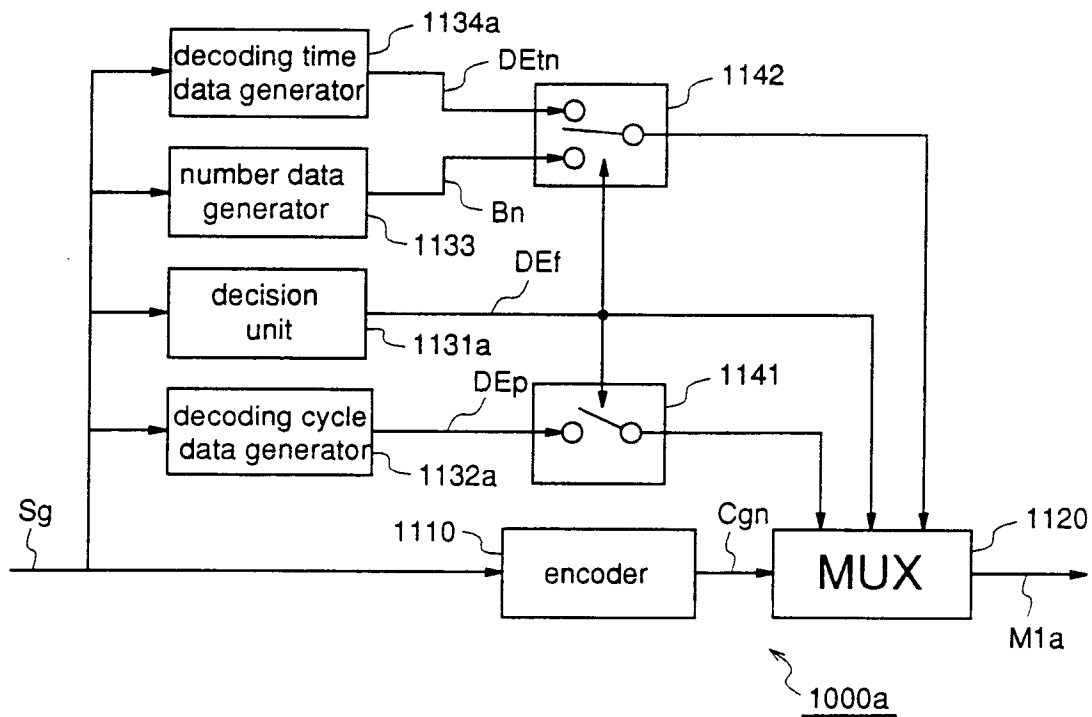 1134a
decoding time
data generator
DEtn
1142
number data
generator
Bn
1133
DEf
decision
unit
1131a
1141
DEp
decoding cycle
data generator
1132a
Sg
1110
Cgn
1120
encoder
MUX
M1a
1000a